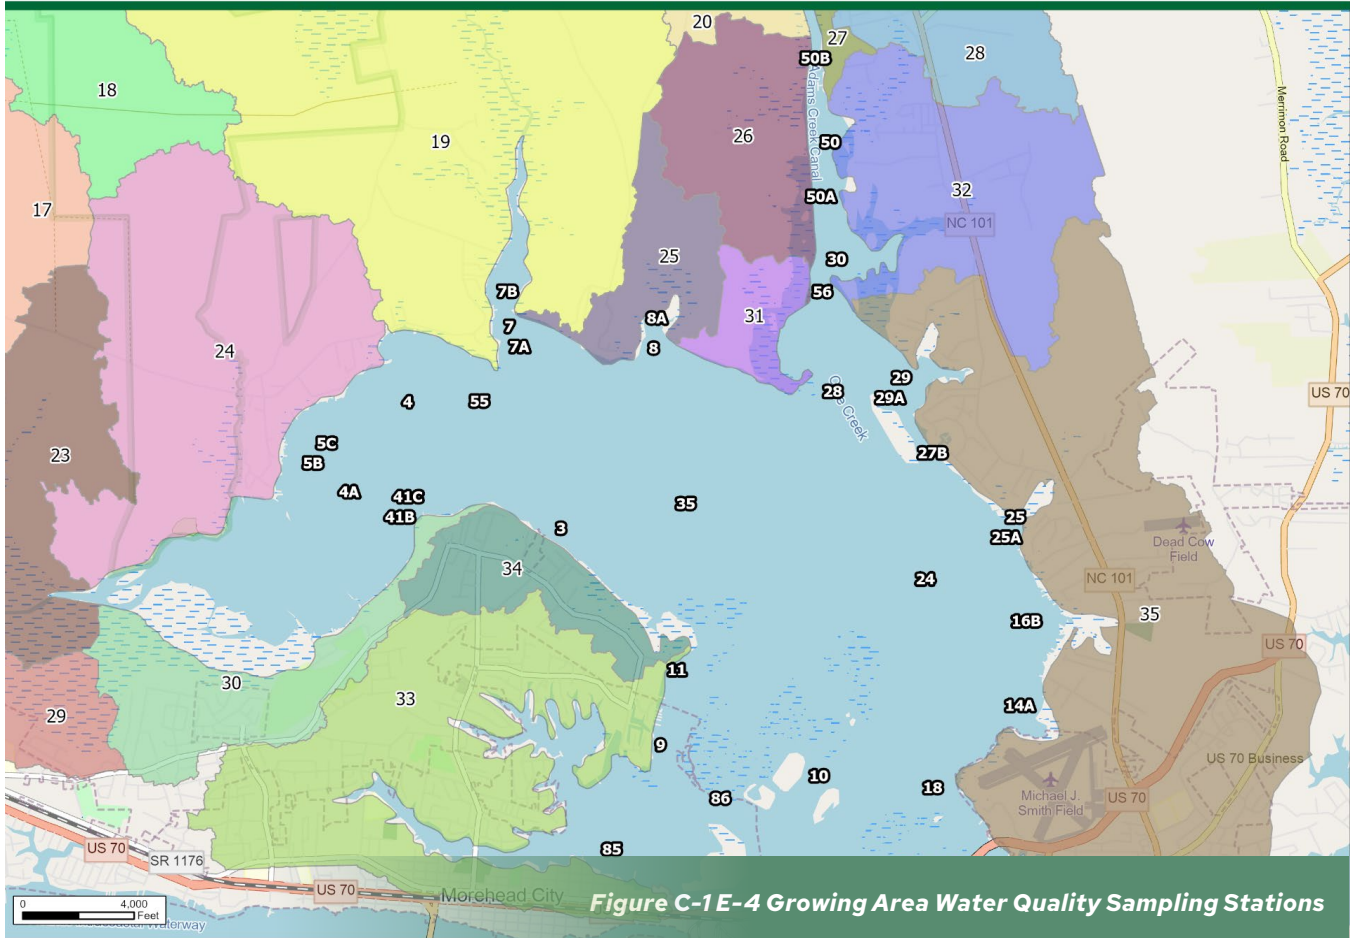 20
27
28
50B
18
Adams Creek Canal
Merrimon Road
26
19
50
32
50A
17
NC 101
25
30
7B
56
31
8A
7
7A
8
24
29
28
29A
US 70
4
55
Creek
5C
5B
27B
23
4A
41C
41B
35
3
25
25A
Dead Cow
Field
34
24
NC 101
16B
35
US 70
11
30
33
14A
29
9
US 70 Business
10
18
86
Michael J.
Smith Field
US 70
US 70
85
SR 1176
US 70
Morehead City
0 4,000
Feet
Waterway
Figure C-1 E-4 Growing Area Water Quality Sampling Stations